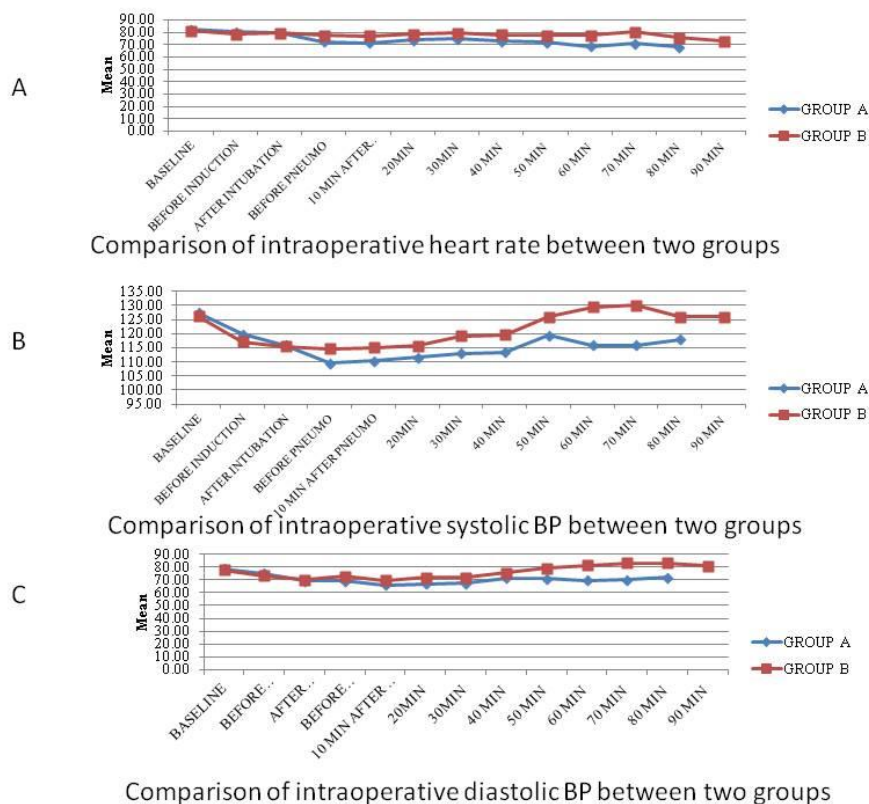 A
Mean
90.00
80.00
70.00
60.00
50.00
40.00
30.00
20.00
10.00
0.00
BASELINE
BEFORE INDUCTION
AFTER INTUBATION
BEFORE PNEUMO
10 MIN AFTER..
20MIN
30MIN
40 MIN
50 MIN
60 MIN
70 MIN
80 MIN
90 MIN
GROUP A
GROUP B
Comparison of intraoperative heart rate between two groups
B
Mean
135.00
130.00
125.00
120.00
115.00
110.00
105.00
100.00
95.00
BASELINE
BEFORE INDUCTION
AFTER INTUBATION
BEFORE PNEUMO
10 MIN AFTER PNEUMO
20MIN
30 MIN
40 MIN
50 MIN
60 MIN
70 MIN
80 MIN
90 MIN
GROUP A
GROUP B
Comparison of intraoperative systolic BP between two groups
C
Mean
90.00
80.00
70.00
60.00
50.00
40.00
30.00
20.00
10.00
0.00
BASELINE
BEFORE...
AFTER...
BEFORE...
10 MIN AFTER...
20MIN
30MIN
40 MIN
50 MIN
60 MIN
70 MIN
80 MIN
90 MIN
GROUP A
GROUP B
Comparison of intraoperative diastolic BP between two groups